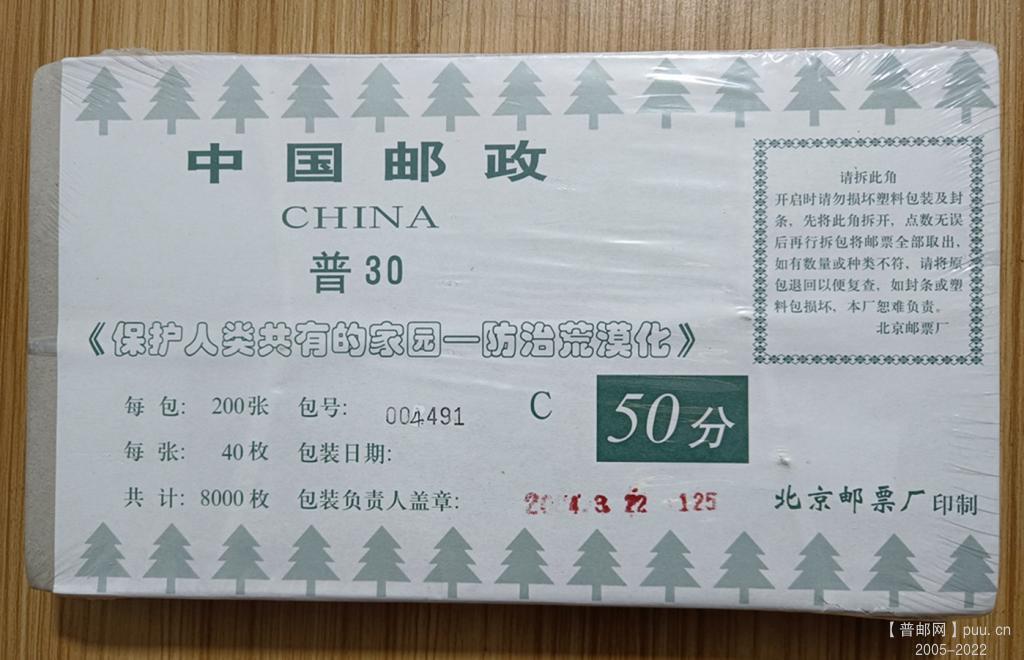 中国邮政
CHINA
普30
《保护人类共有的家园—防治荒漠化》
请拆此角
开启时请勿损坏塑料包装及封
条，先将此角拆开，点数无误
后再行拆包将邮票全部取出，
如有数量或种类不符，请将原
包退回以便复查，如封条或塑
料包损坏，本厂恕难负责。
北京邮票厂
每 包: 200张 包号: 004491 C 50分
每 张: 40枚 包装日期:
共 计: 8000枚 包装负责人盖章: 125 北京邮票厂印制
【普邮网】puu.cn
2005-2022